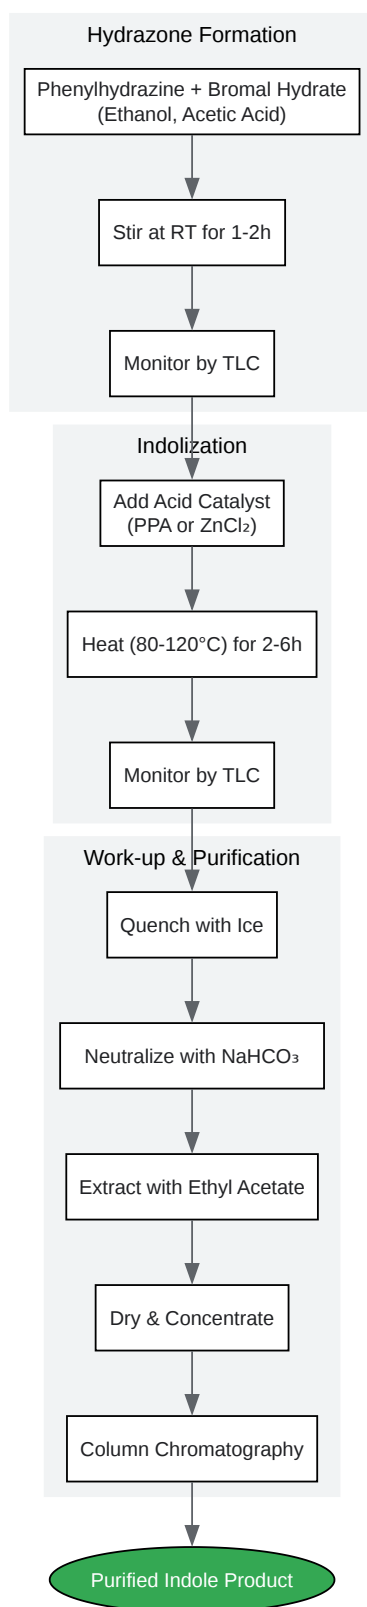 Hydrazone Formation
Phenylhydrazine + Bromal Hydrate
(Ethanol, Acetic Acid)
Stir at RT for 1-2h
Monitor by TLC
Indolization
Add Acid Catalyst
(PPA or ZnCl₂)
Heat (80-120°C) for 2-6h
Monitor by TLC
Work-up & Purification
Quench with Ice
Neutralize with NaHCO₃
Extract with Ethyl Acetate
Dry & Concentrate
Column Chromatography
Purified Indole Product